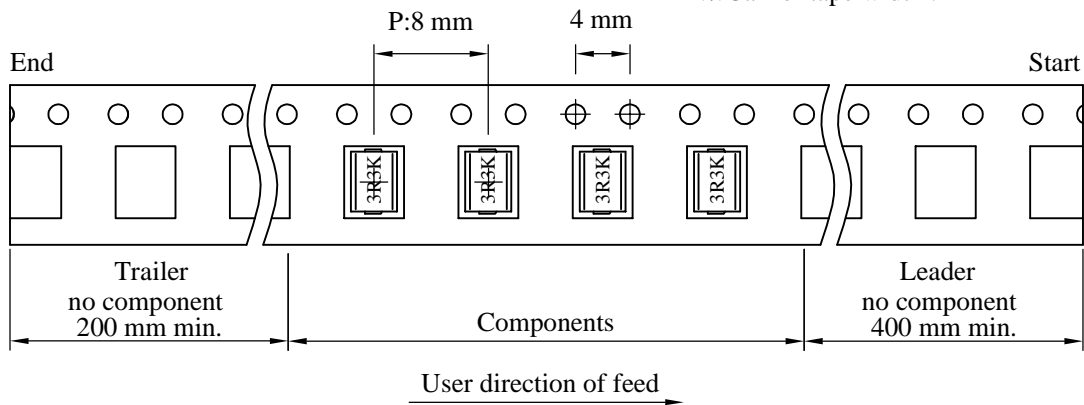 P:8 mm
4 mm
End
Start
3R3K
3R3K
3R3K
3R3K
Trailer
no component
200 mm min.
Components
Leader
no component
400 mm min.
User direction of feed